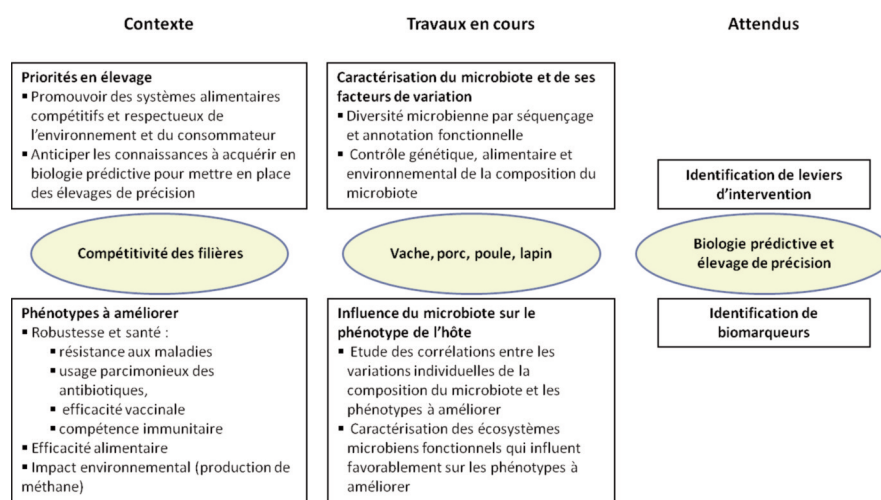 Contexte
Travaux en cours
Attendus
Priorités en élevage
▪ Promouvoir des systèmes alimentaires
compétitifs et respectueux de
l'environnement et du consommateur
▪ Anticiper les connaissances à acquérir en
biologie prédictive pour mettre en place
des élevages de précision
Compétitivité des filières
Phénotypes à améliorer
▪ Robustesse et santé :
▪ résistance aux maladies
▪ usage parcimonieux des
antibiotiques,
▪ efficacité vaccinale
▪ compétence immunitaire
▪ Efficacité alimentaire
▪ Impact environnemental (production de
méthane)
Caractérisation du microbiote et de ses
facteurs de variation
▪ Diversité microbienne par séquençage
et annotation fonctionnelle
▪ Contrôle génétique, alimentaire et
environnemental de la composition du
microbiote
Vache, porc, poule, lapin
Influence du microbiote sur le
phénotype de l'hôte
▪ Etude des corrélations entre les
variations individuelles de la
composition du microbiote et les
phénotypes à améliorer
▪ Caractérisation des écosystèmes
microbiens fonctionnels qui influent
favorablement sur les phénotypes à
améliorer
Identification de leviers
d'intervention
Biologie prédictive et
élevage de précision
Identification de
biomarqueurs